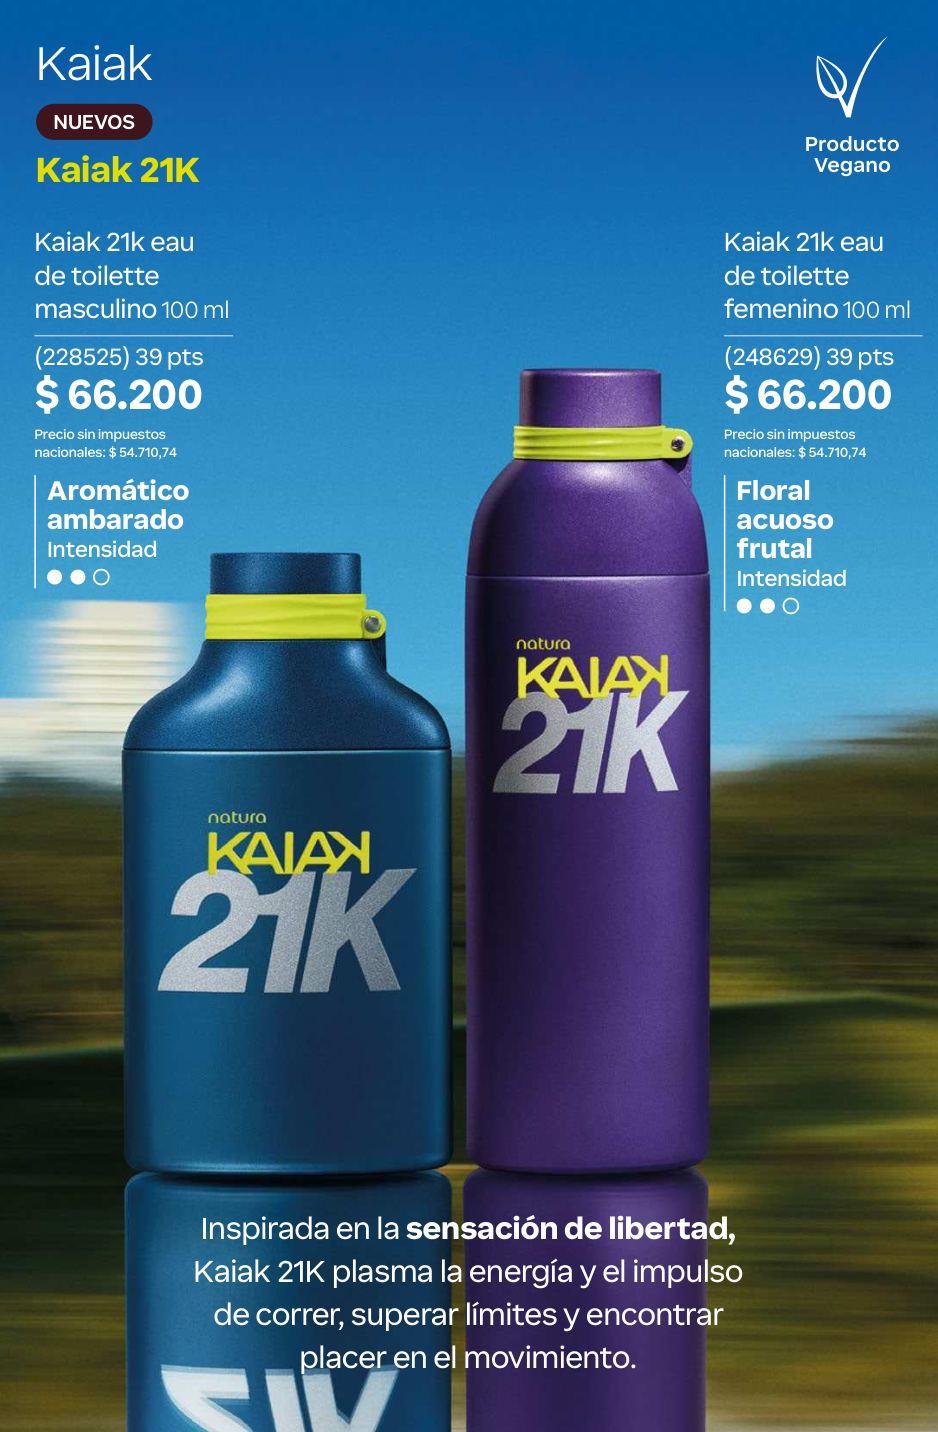 Kaiak
NUEVOS
Kaiak 21K
Producto
Vegano
Kaiak 21k eau
de toilette
masculino 100 ml
(228525) 39 pts
$ 66.200
Precio sin impuestos
nacionales: $ 54.710,74
Aromático
ambarado
Intensidad
Kaiak 21k eau
de toilette
femenino 100 ml
(248629) 39 pts
$ 66.200
Precio sin impuestos
nacionales: $ 54.710,74
Floral
acuoso
frutal
Intensidad
natura
KAIAK
21K
natura
KAIAK
21K
Inspirada en la sensación de libertad,
Kaiak 21K plasma la energía y el impulso
de correr, superar límites y encontrar
placer en el movimiento.